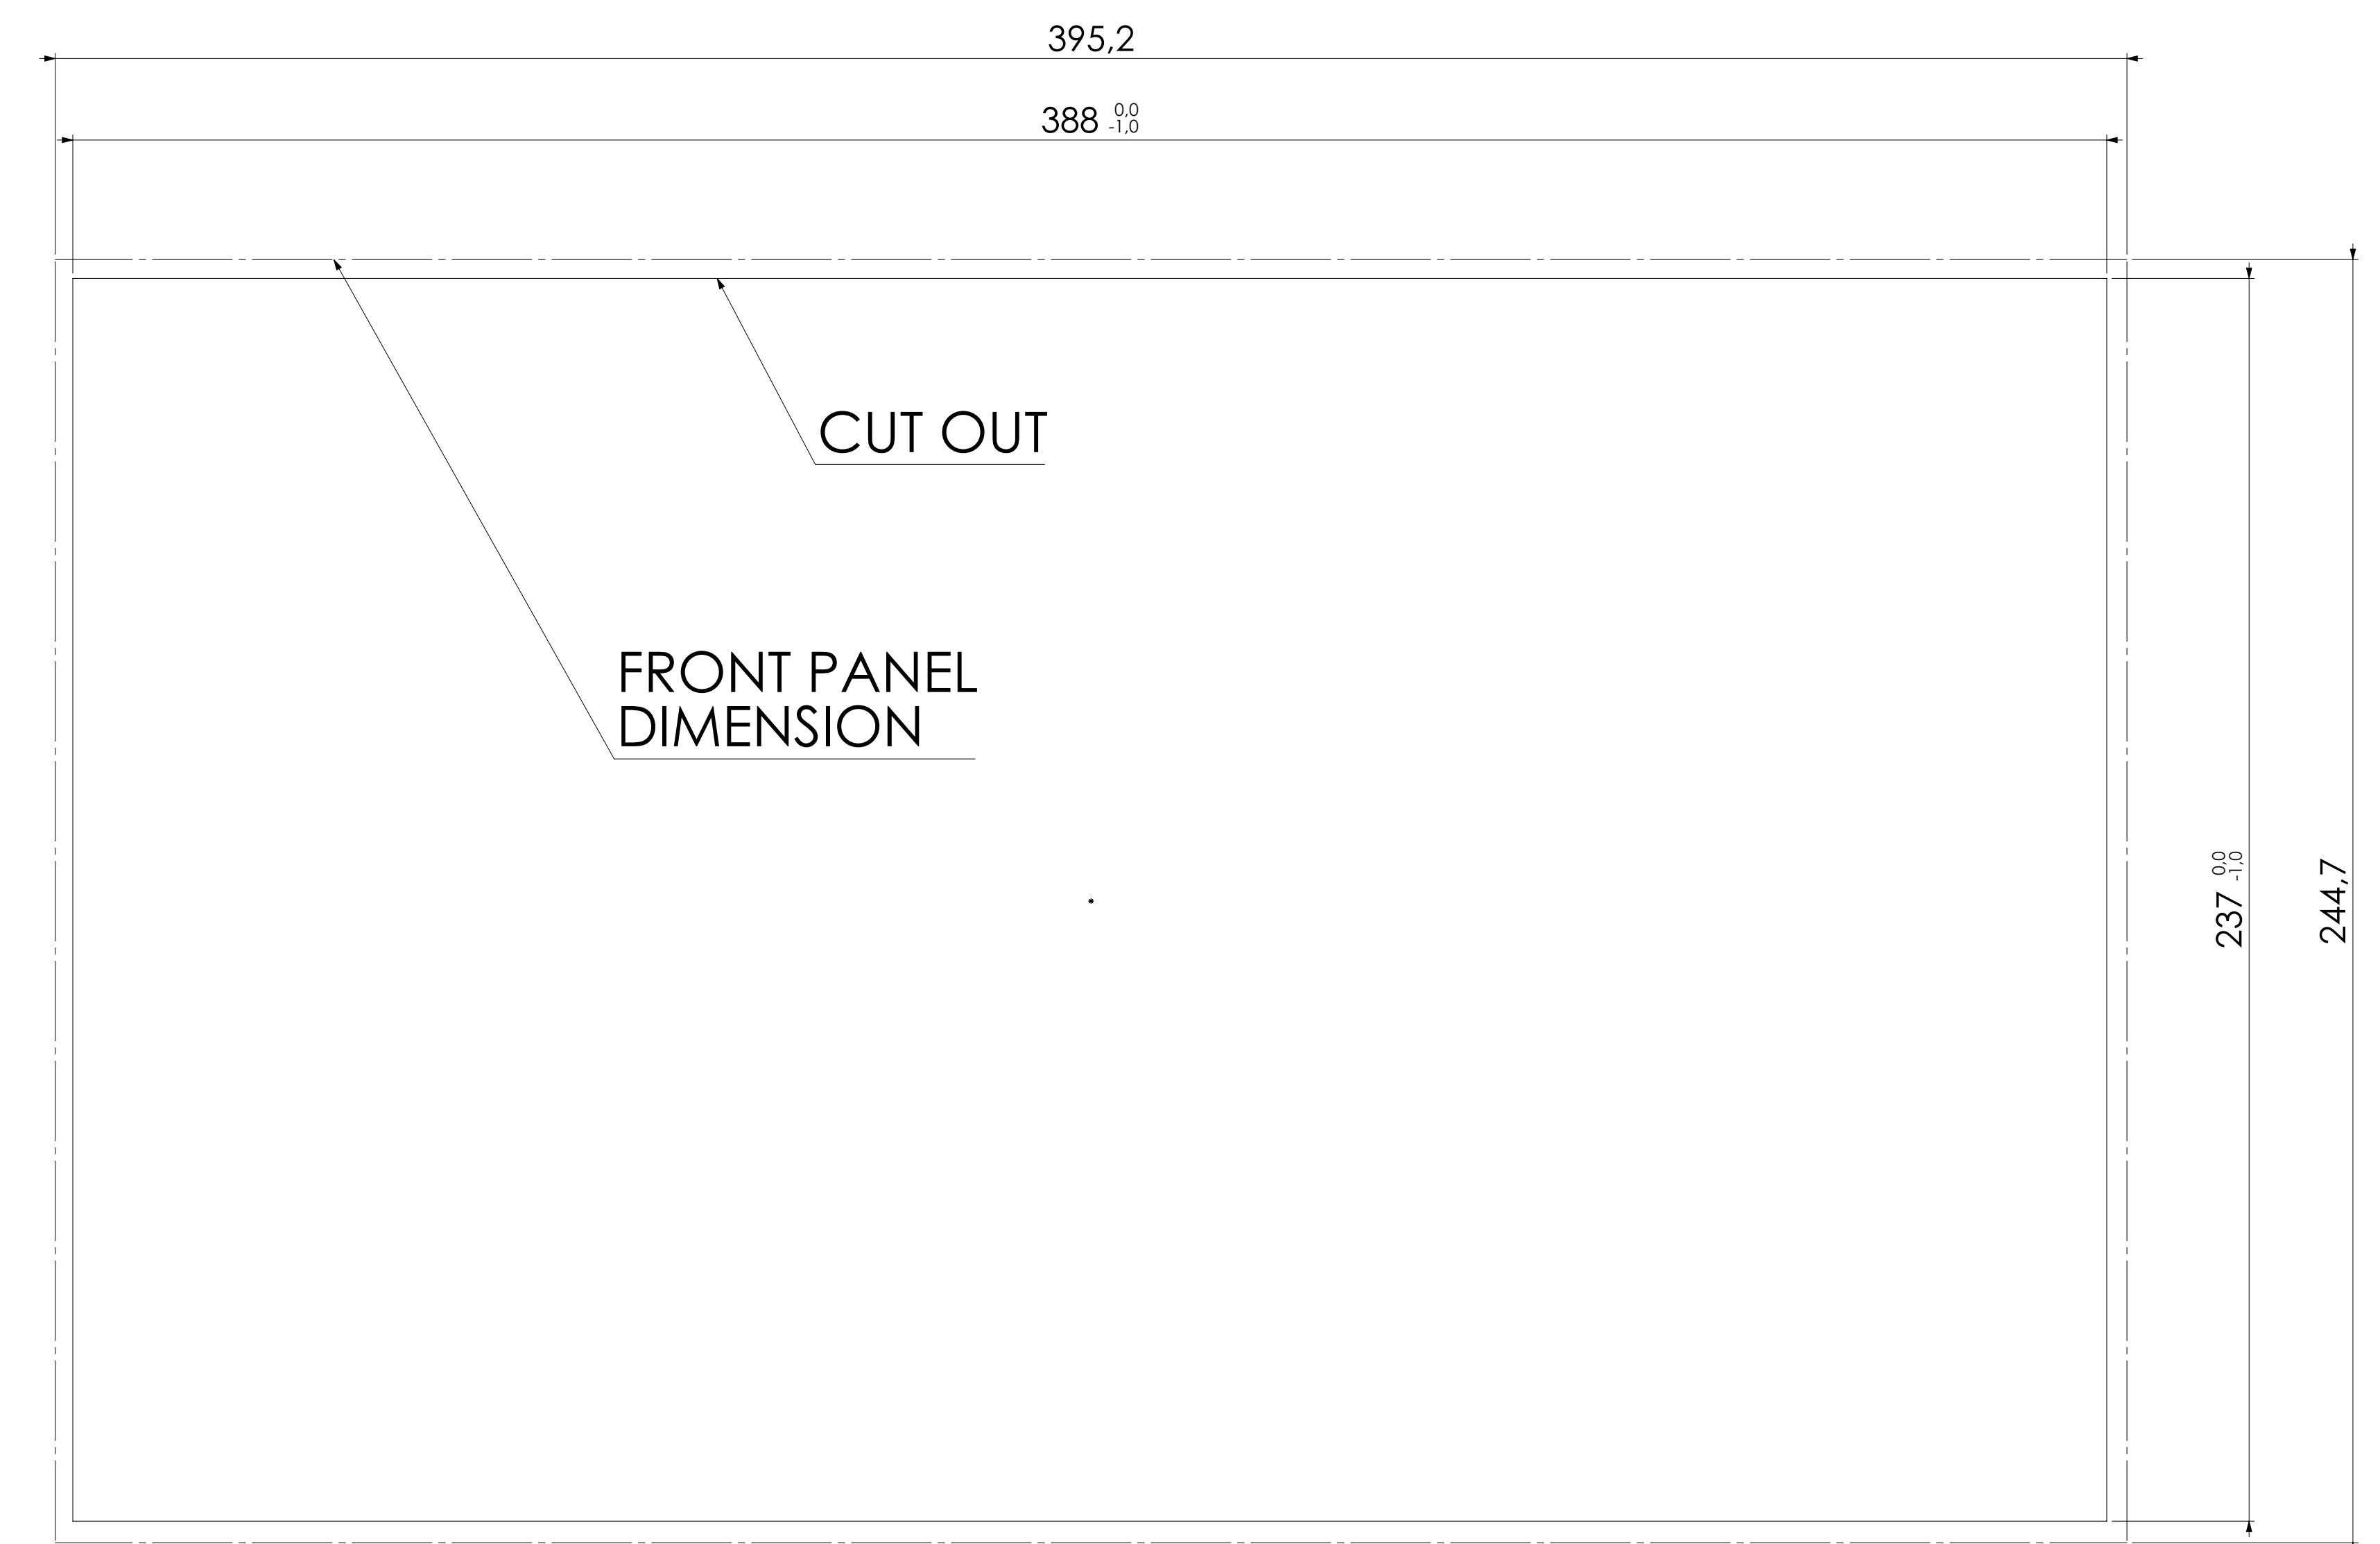 395,2
388 0,0
-1,0
CUT OUT
FRONT PANEL
DIMENSION
237 0,0
-1,0
244,7